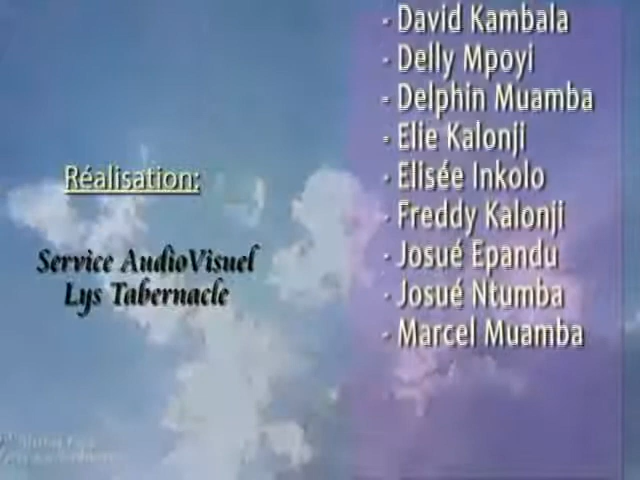 Réalisation:
Service AudioVisuel
Lys Tabernacle
- David Kambala
- Delly Mpoyi
- Delphin Muamba
- Elie Kalonji
- Elisée Inkolo
- Freddy Kalonji
- Josué Epandu
- Josué Ntumba
- Marcel Muamba